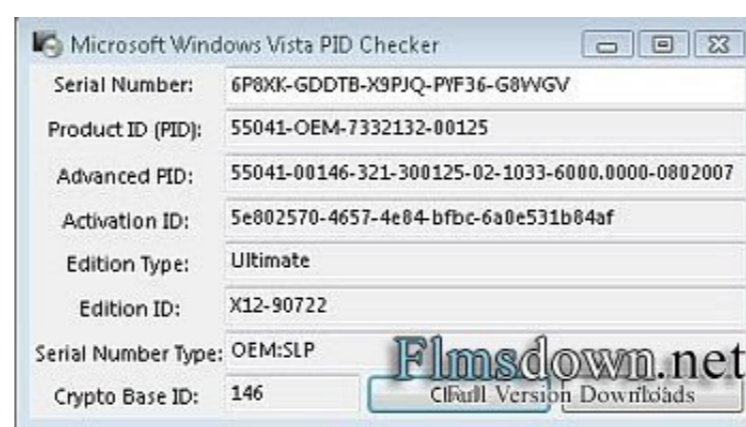 Microsoft Windows Vista PID Checker
Serial Number: 6P8XK-GDDTB-X9PJQ-PYF36-G8WGV
Product ID (PID): 55041-OEM-7332132-00125
Advanced PID: 55041-00146-321-300125-02-1033-6000.0000-0802007
Activation ID: 5e802570-4657-4e84-bfbc-6a0e531b84af
Edition Type: Ultimate
Edition ID: X12-90722
Serial Number Type: OEM:SLP
Flmsdown.net
Crypto Base ID: 146
Full Version Downloads